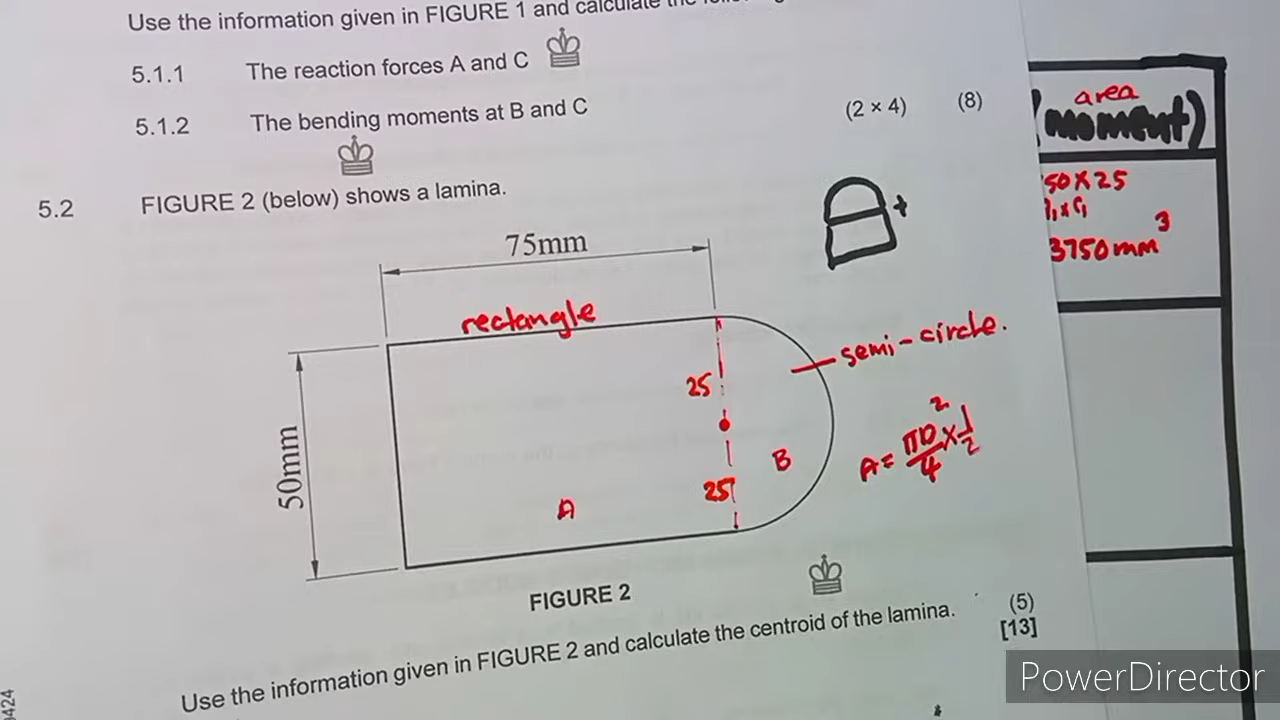 Use the information given in FIGURE 1 and calculate the following
5.1.1 The reaction forces A and C
5.1.2 The bending moments at B and C
(2 × 4) (8)
area
(moment)
50 x 25
3750mm³
5.2 FIGURE 2 (below) shows a lamina.
75mm
rectangle
semi-circle.
25
50mm
A = πD²/4 x 1/2
B
25
A
FIGURE 2
Use the information given in FIGURE 2 and calculate the centroid of the lamina. (5)
[13]
PowerDirector